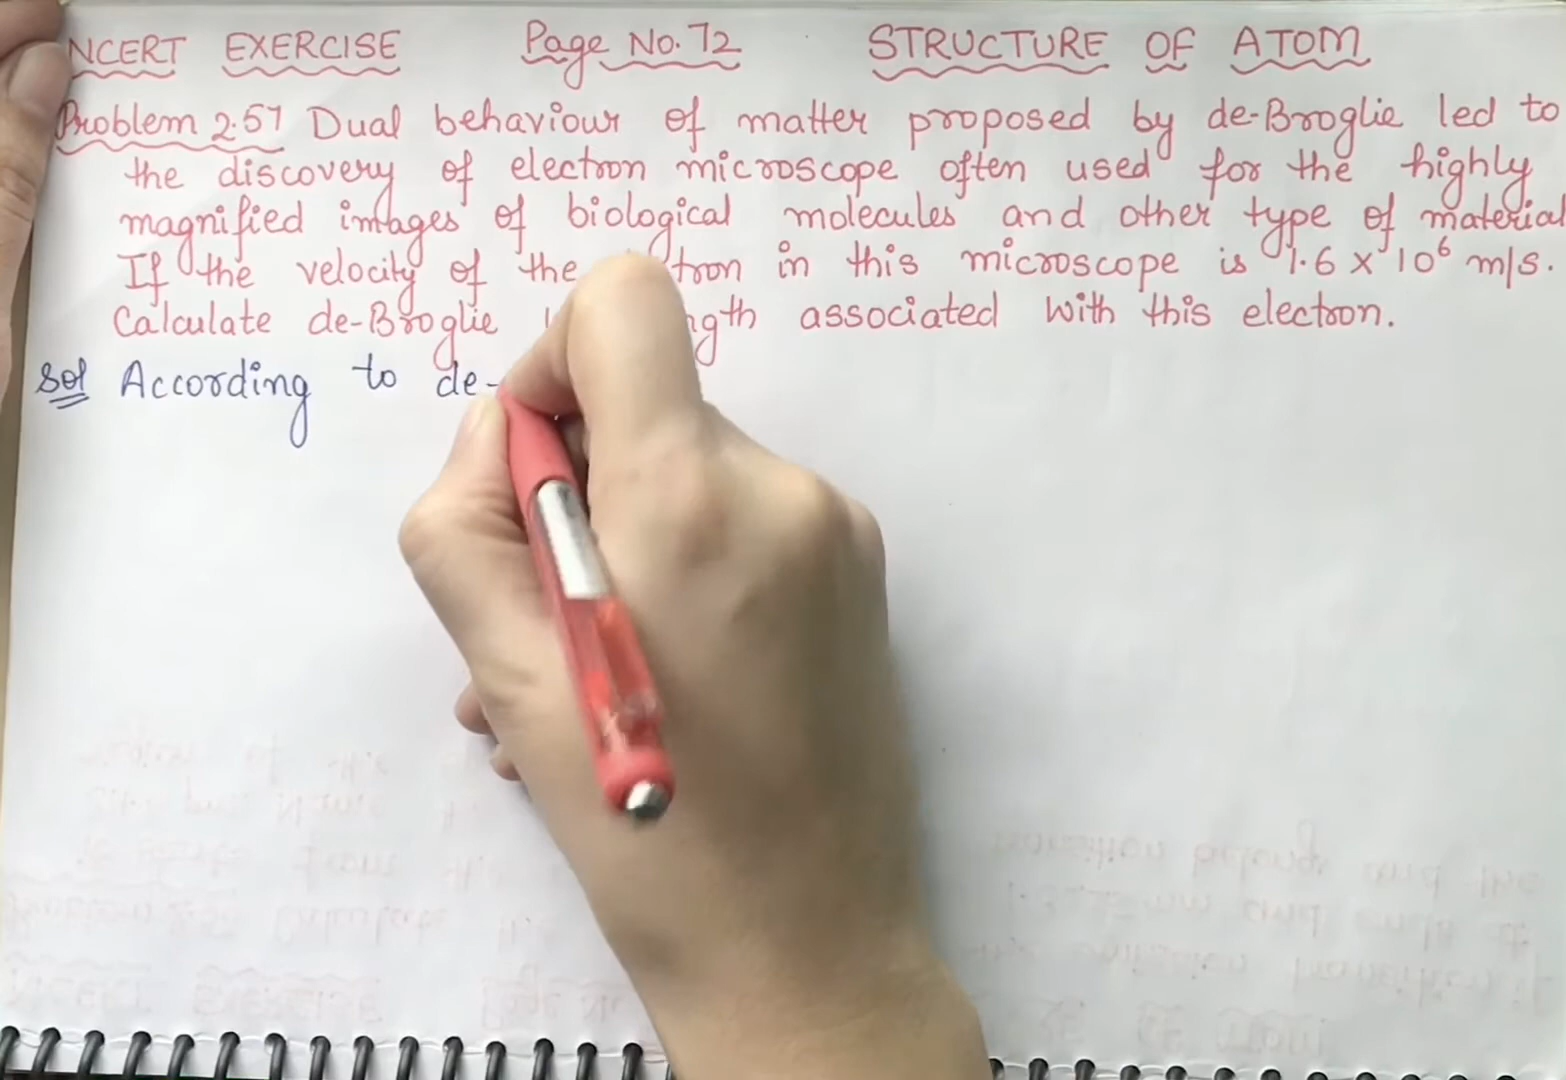 NCERT EXERCISE Page No. 72 STRUCTURE OF ATOM
Problem 2.57 Dual behaviour of matter proposed by de-Broglie led to
the discovery of electron microscope often used for the highly
magnified images of biological molecules and other type of material
If the velocity of the tron in this microscope is 1.6 x 10⁶ m/s.
Calculate de-Broglie ngth associated with this electron.
Sol According to de-